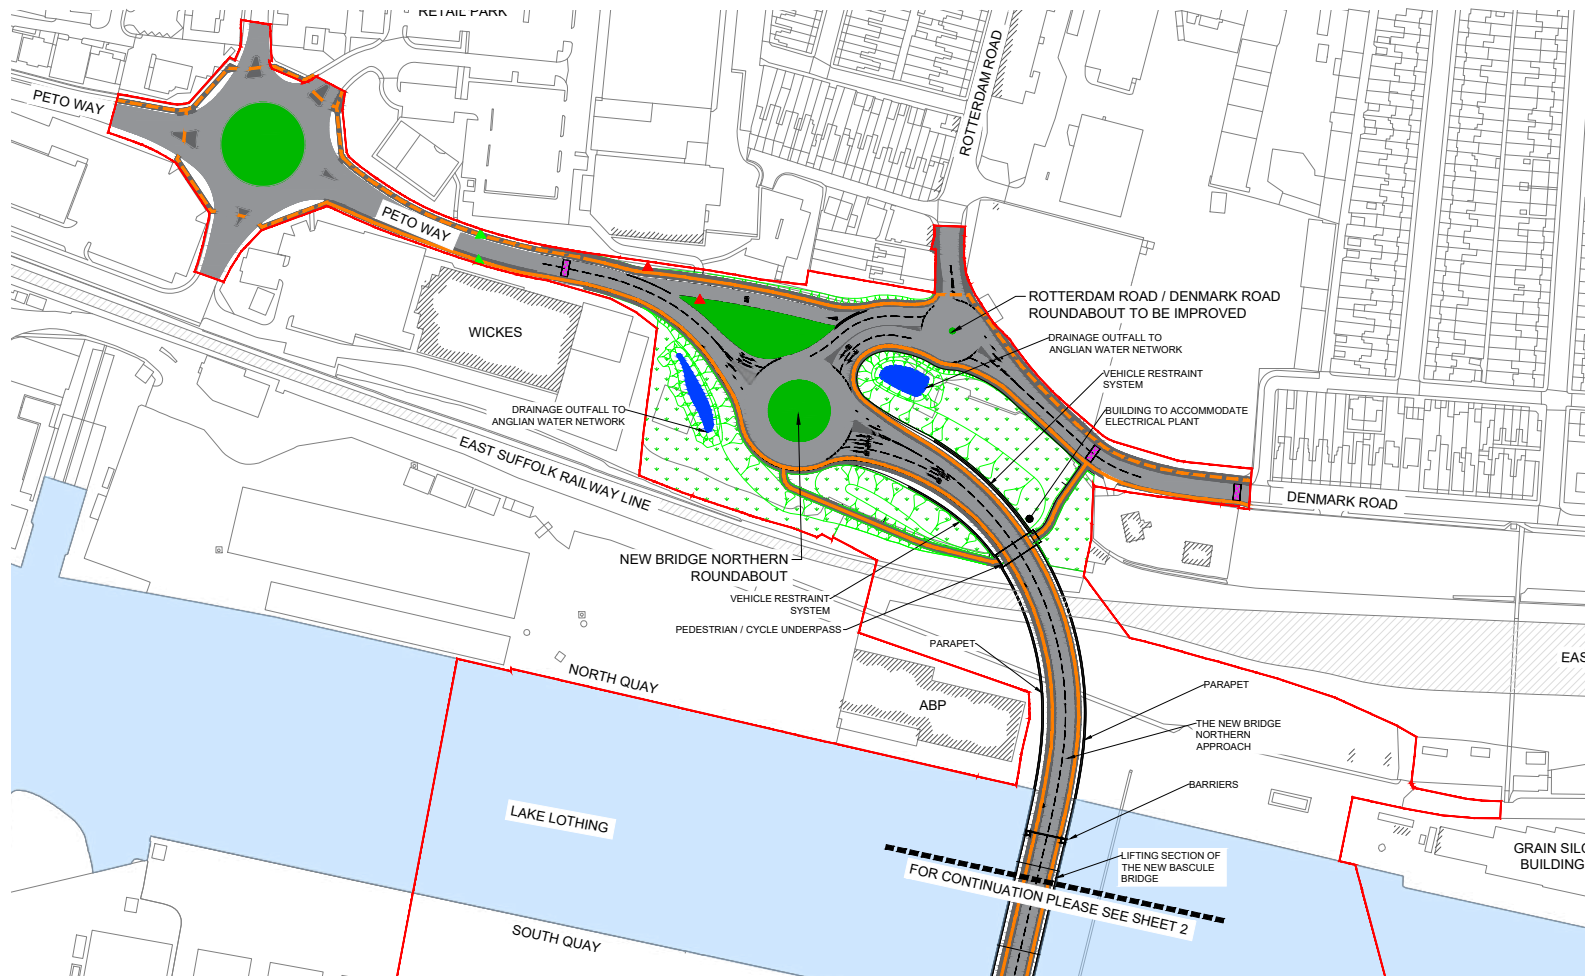 RETAIL PARK
PETO WAY
ROTTERDAM ROAD
PETO WAY
ROTTERDAM ROAD / DENMARK ROAD
ROUNDABOUT TO BE IMPROVED
DRAINAGE OUTFALL TO
ANGLIAN WATER NETWORK
WICKES
VEHICLE RESTRAINT
SYSTEM
DRAINAGE OUTFALL TO
ANGLIAN WATER NETWORK
BUILDING TO ACCOMMODATE
ELECTRICAL PLANT
EAST SUFFOLK RAILWAY LINE
DENMARK ROAD
NEW BRIDGE NORTHERN
ROUNDABOUT
VEHICLE RESTRAINT
SYSTEM
PEDESTRIAN / CYCLE UNDERPASS
PARAPET
EAS
NORTH QUAY
PARAPET
ABP
THE NEW BRIDGE
NORTHERN
APPROACH
BARRIERS
LAKE LOTHING
LIFTING SECTION OF
THE NEW BASCULE
BRIDGE
GRAIN SILO
BUILDING
FOR CONTINUATION PLEASE SEE SHEET 2
SOUTH QUAY